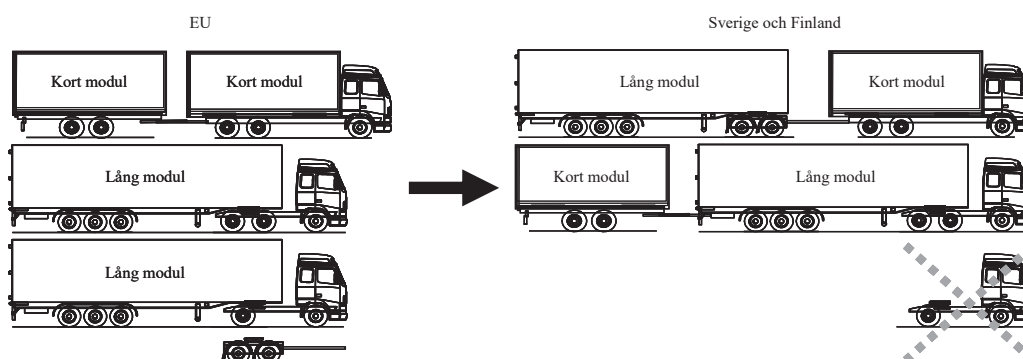 EU
Sverige och Finland
Kort modul Kort modul
Lång modul Kort modul
Lång modul
Kort modul Lång modul
Lång modul